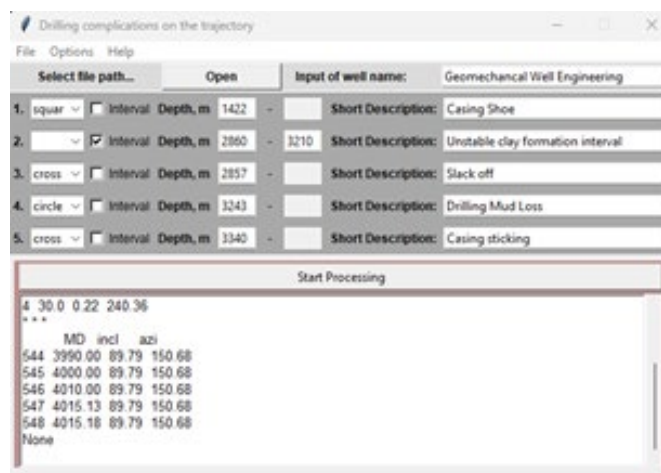 Drilling complications on the trajectory
File Options Help
Select file path... Open Input of well name: Geomechancal Well Engineering
1. squar Interval Depth, m 1422 - Short Description: Casing Shoe
2. Interval Depth, m 2860 - 3210 Short Description: Unstable clay formation interval
3. cross Interval Depth, m 2857 - Short Description: Slack off
4. circle Interval Depth, m 3243 - Short Description: Drilling Mud Loss
5. cross Interval Depth, m 3340 - Short Description: Casing sticking
Start Processing
4 30.0 0.22 240.36
***
MD incl azi
544 3990.00 89.79 150.68
545 4000.00 89.79 150.68
546 4010.00 89.79 150.68
547 4015.13 89.79 150.68
548 4015.18 89.79 150.68
None